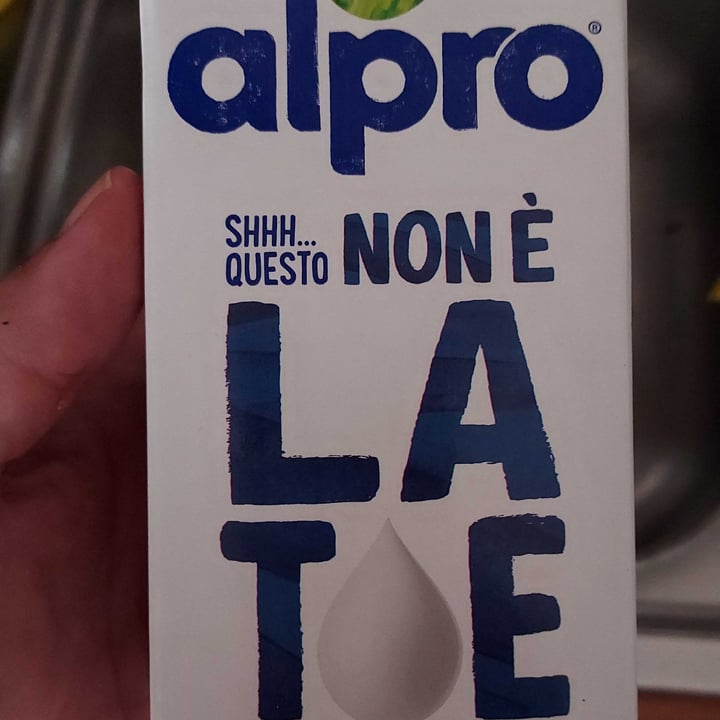 alpro®
SHHH... NON È
QUESTO
LA
T E